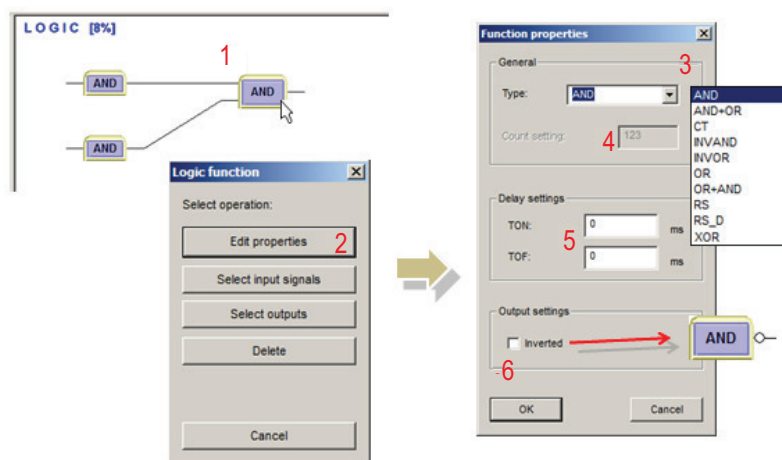 LOGIC [8%]
1
AND
AND
AND
Logic function
Select operation:
Edit properties 2
Select input signals
Select outputs
Delete
Cancel
Function properties
3
General
Type: AND
Count setting: 4 123
AND
AND+OR
CT
INVAND
INVOR
OR
OR+AND
RS
RS_D
XOR
Delay settings
TON: 0 ms
5
TOF: 0 ms
Output settings
Inverted
AND
6
OK Cancel